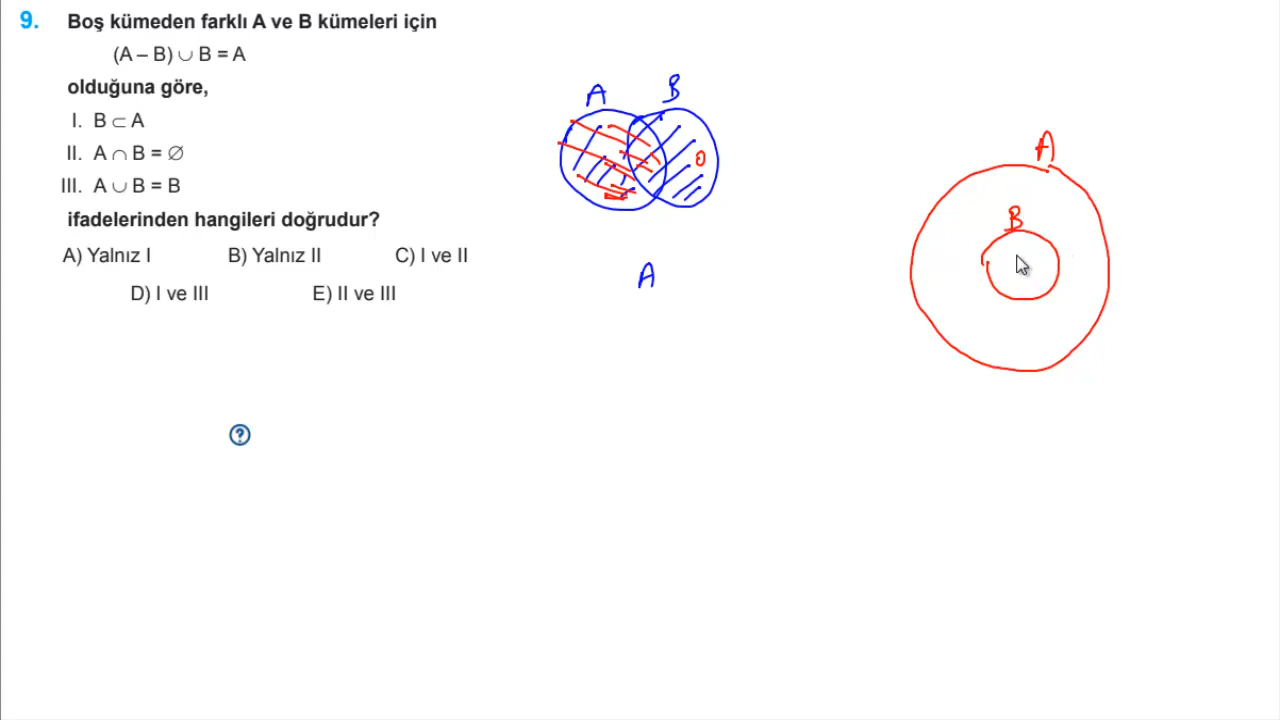 9. Boş kümeden farklı A ve B kümeleri için
(A – B) ∪ B = A
olduğuna göre,
I. B ⊂ A
II. A ∩ B = ∅
III. A ∪ B = B
ifadelerinden hangileri doğrudur?
A) Yalnız I B) Yalnız II C) I ve II
D) I ve III E) II ve III
A B
0
A
A
B
?